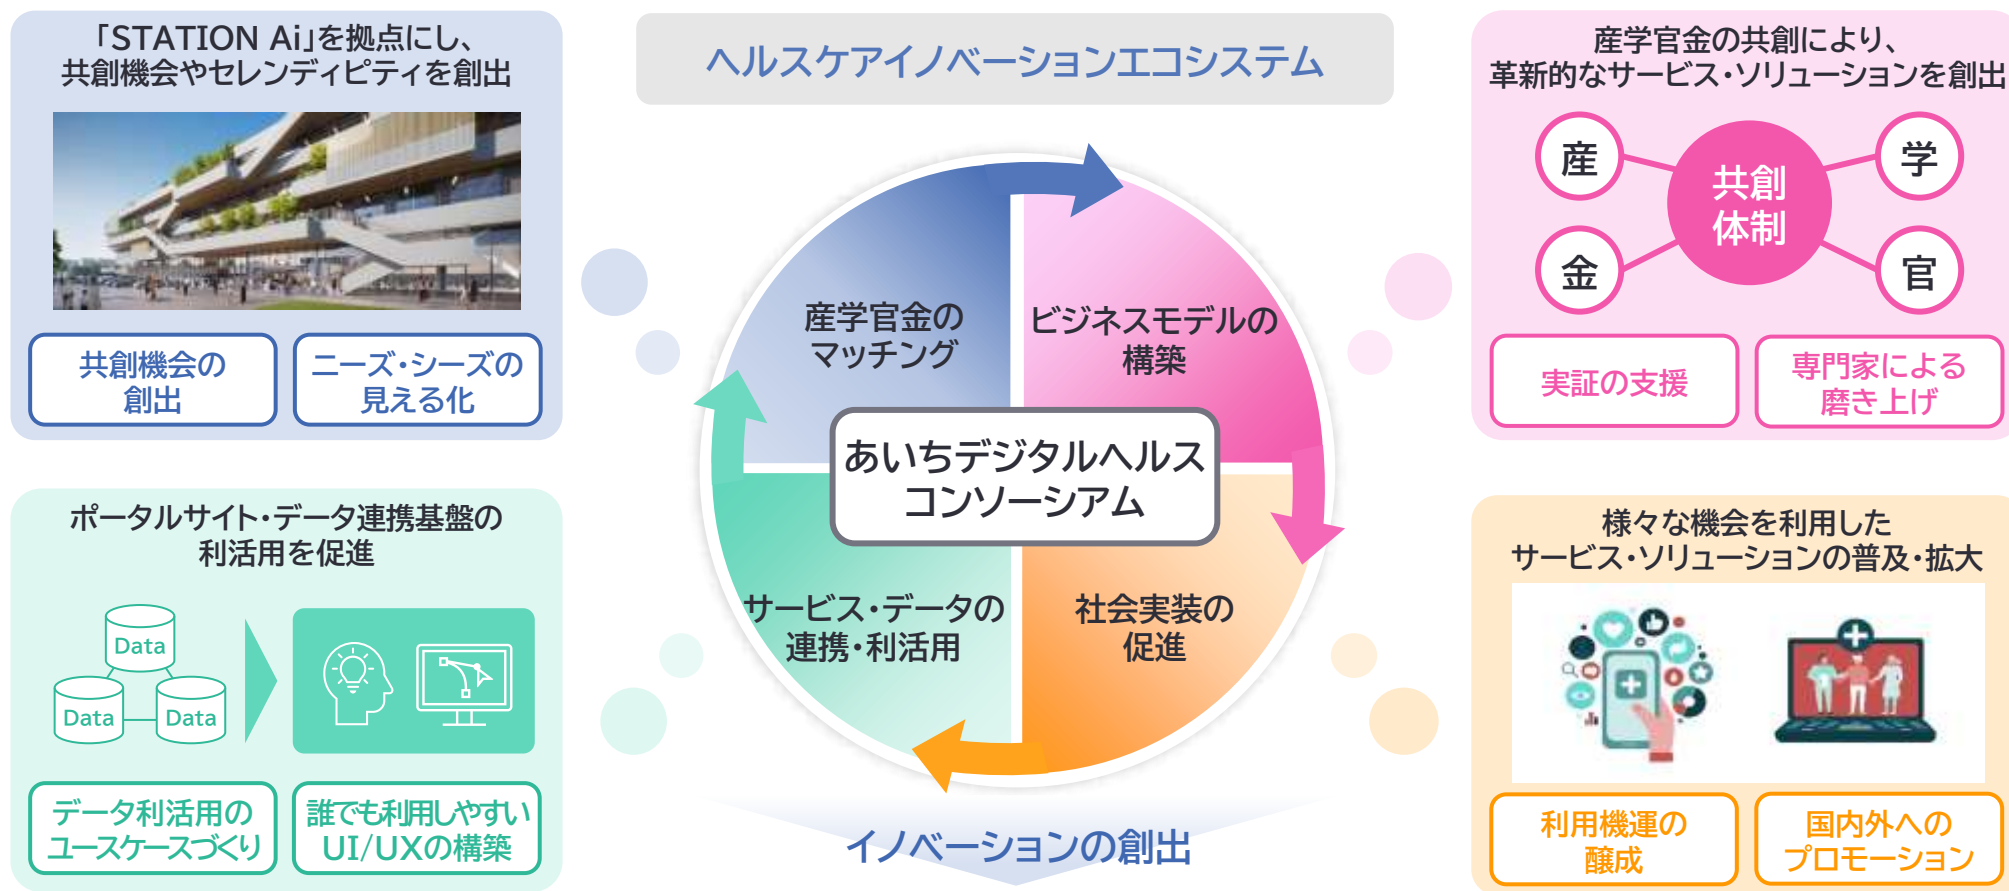 「STATION Ai」を拠点にし、
共創機会やセレンディピティを創出
共創機会の
創出
ニーズ・シーズの
見える化
ヘルスケアイノベーションエコシステム
産学官金の共創により、
革新的なサービス・ソリューションを創出
産
学
共創
体制
金
官
実証の支援
専門家による
磨き上げ
産学官金の
マッチング
ビジネスモデルの
構築
あいちデジタルヘルス
コンソーシアム
サービス・データの
連携・利活用
社会実装の
促進
イノベーションの創出
ポータルサイト・データ連携基盤の
利活用を促進
Data
Data
Data
データ利活用の
ユースケースづくり
誰でも利用しやすい
UI/UXの構築
様々な機会を利用した
サービス・ソリューションの普及・拡大
利用機運の
醸成
国内外への
プロモーション